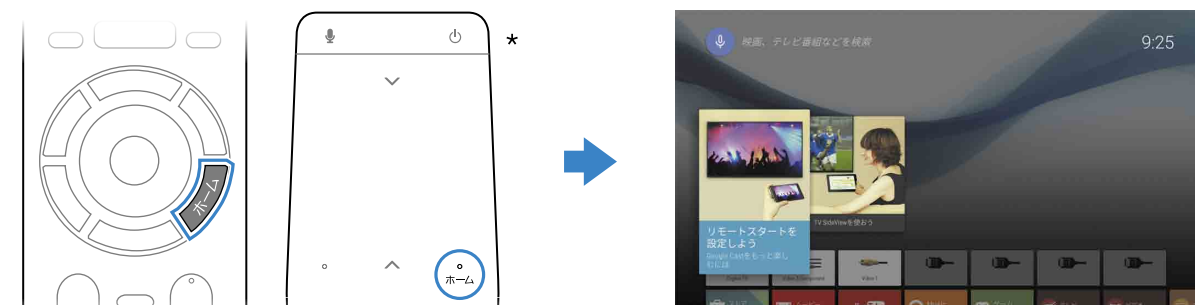 ホーム
*
ホーム
映画、テレビ番組などを検索
9:25
TV SideViewを使おう
リモートスタートを
設定しよう
Google Castをもっと楽し
むには
Video 1